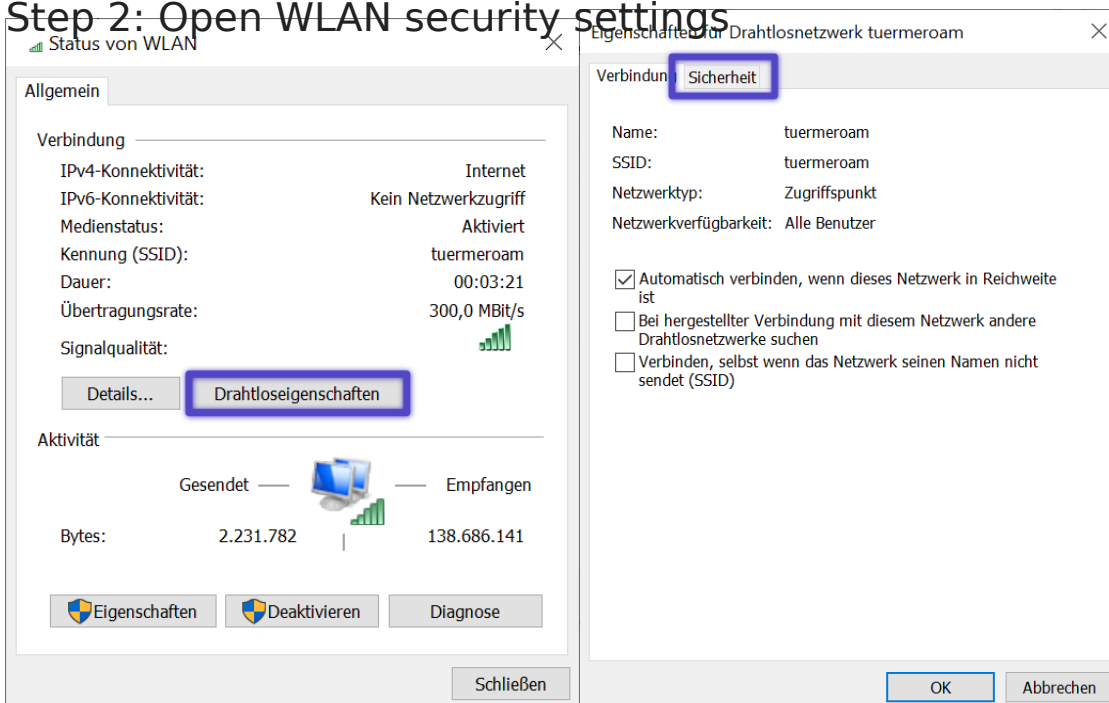 Step 2: Open WLAN security settings
Status von WLAN
Allgemein
Verbindung
IPv4-Konnektivität: Internet
IPv6-Konnektivität: Kein Netzwerkzugriff
Medienstatus: Aktiviert
Kennung (SSID): tuermeroam
Dauer: 00:03:21
Übertragungsrate: 300,0 MBit/s
Signalqualität:
Details... Drahtloseigenschaften
Aktivität
Gesendet Empfangen
Bytes: 2.231.782 138.686.141
Eigenschaften Deaktivieren Diagnose
Schließen
Eigenschaften für Drahtlosnetzwerk tuermeroam
Verbindung Sicherheit
Name: tuermeroam
SSID: tuermeroam
Netzwerktyp: Zugriffspunkt
Netzwerkverfügbarkeit: Alle Benutzer
Automatisch verbinden, wenn dieses Netzwerk in Reichweite
ist
Bei hergestellter Verbindung mit diesem Netzwerk andere
Drahtlosnetzwerke suchen
Verbinden, selbst wenn das Netzwerk seinen Namen nicht
sendet (SSID)
OK Abbrechen